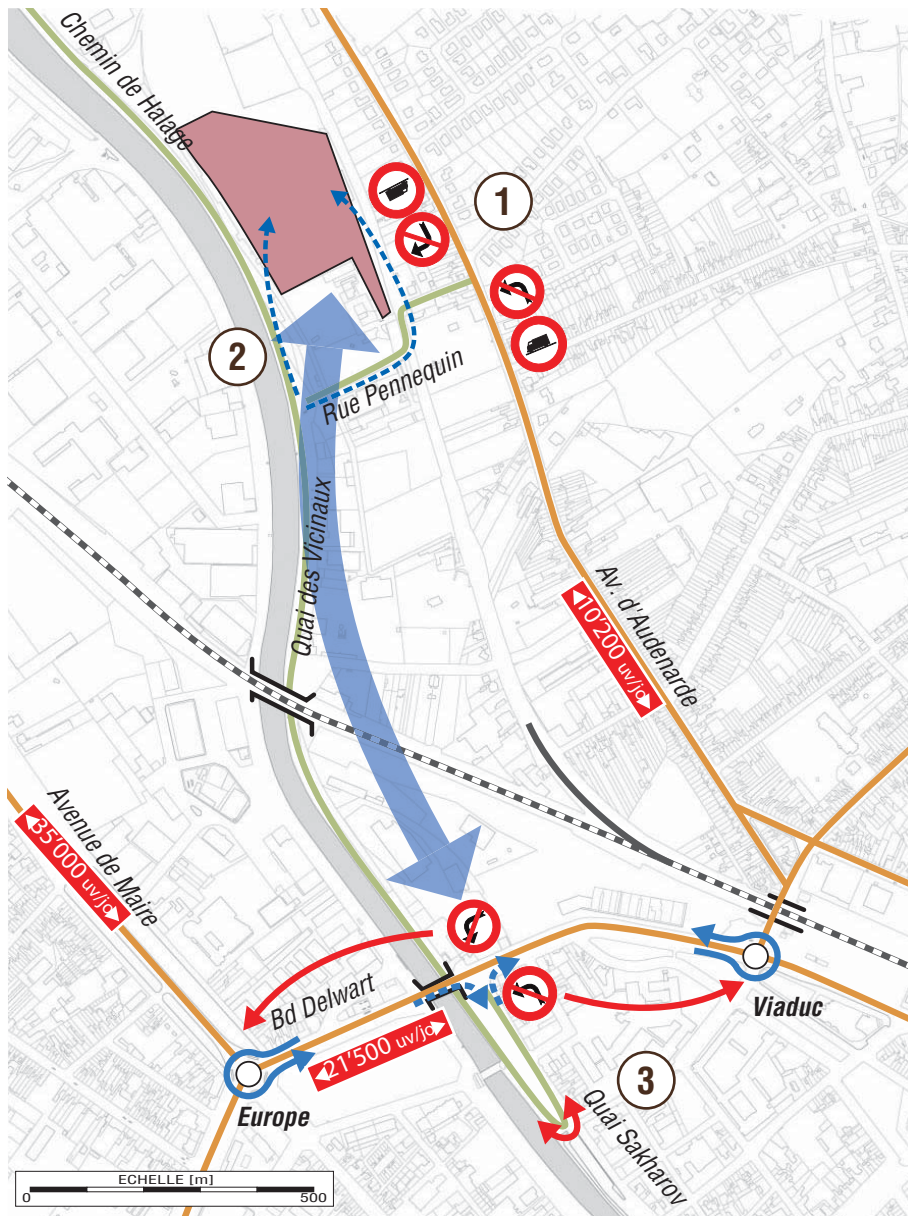 Chemin de Halage
1
2
Rue Pennequin
Quai des Vicinaux
Av. d'Audenarde
10'200 uv/jo
Avenue de Maire
35'000 uv/jo
Bd Delwart
21'500 uv/jo
Viaduc
Europe
3
Quai Sakharov
ECHELLE [m]
0 500